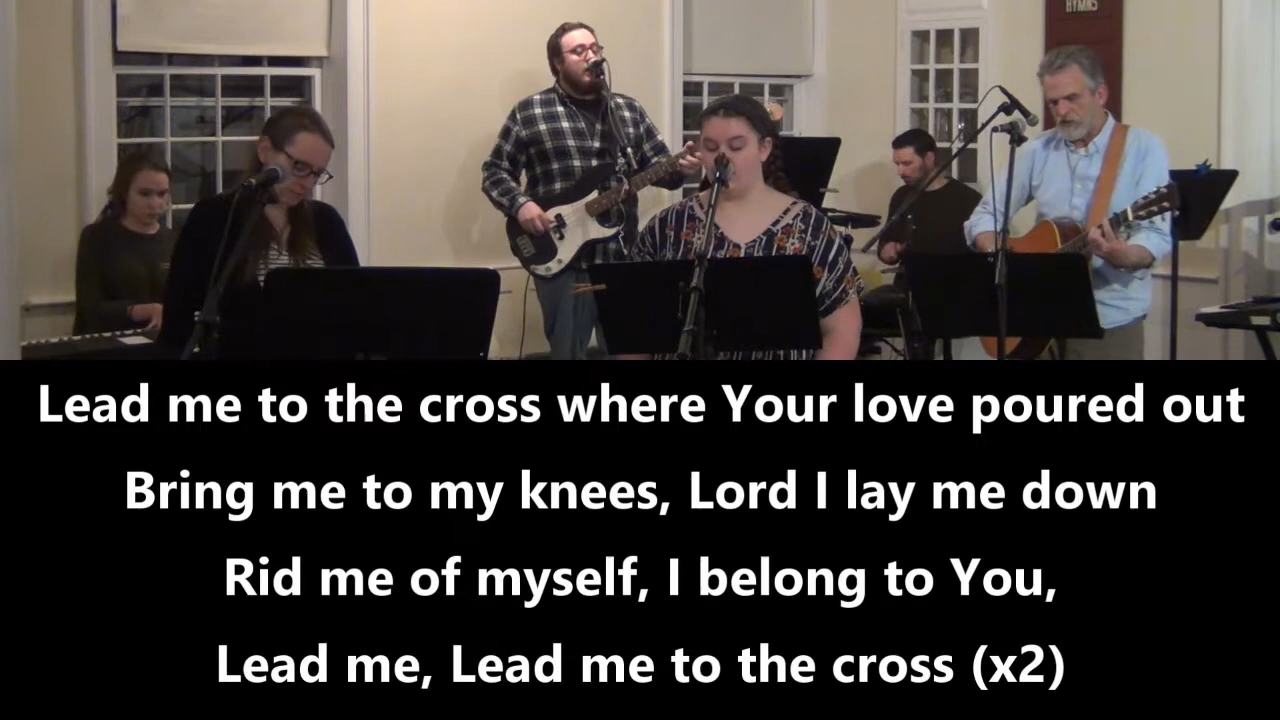 HYMNS
Lead me to the cross where Your love poured out
Bring me to my knees, Lord I lay me down
Rid me of myself, I belong to You,
Lead me, Lead me to the cross (x2)